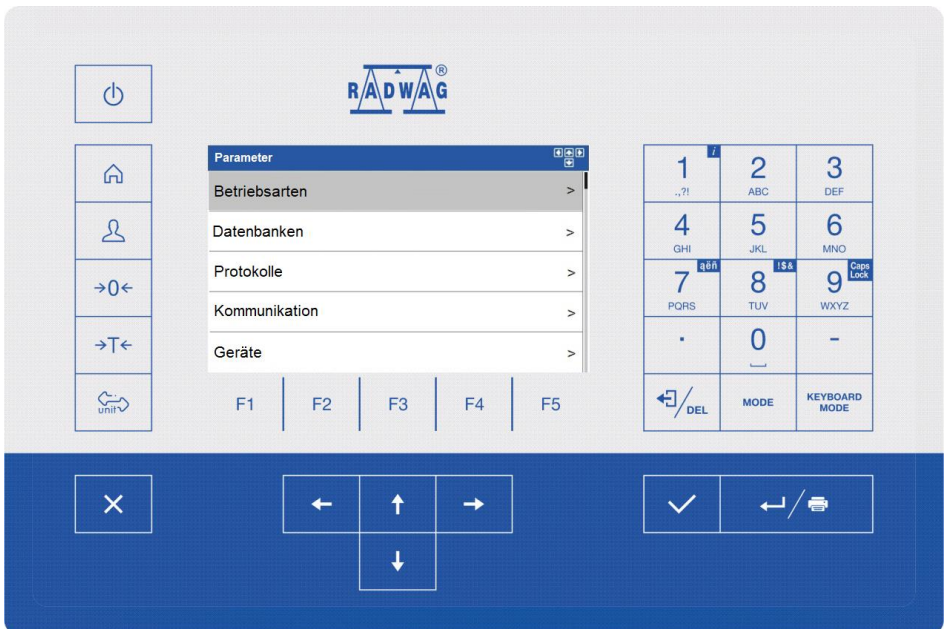 RADWAG®
Parameter
Betriebsarten >
Datenbanken >
Protokolle >
Kommunikation >
Geräte >
→0←
→T←
unit
F1 F2 F3 F4 F5
1 i
.,?!
2
ABC
3
DEF
4
GHI
5
JKL
6
MNO
7 ąëñ
PQRS
8 !$&
TUV
9 Caps Lock
WXYZ
.
0
-
/DEL
MODE
KEYBOARD
MODE